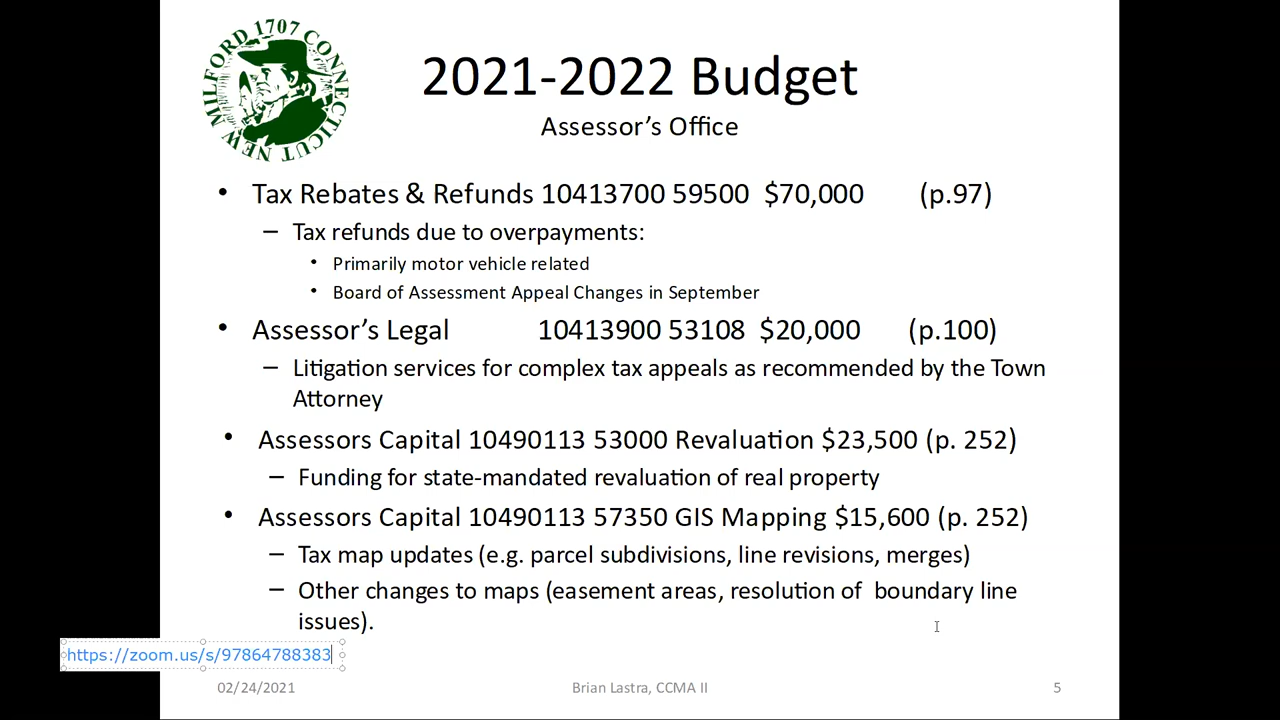 NEW MILFORD 1707 CONNECTICUT
2021-2022 Budget
Assessor’s Office
• Tax Rebates & Refunds 10413700 59500 $70,000 (p.97)
– Tax refunds due to overpayments:
• Primarily motor vehicle related
• Board of Assessment Appeal Changes in September
• Assessor’s Legal 10413900 53108 $20,000 (p.100)
– Litigation services for complex tax appeals as recommended by the Town
Attorney
• Assessors Capital 10490113 53000 Revaluation $23,500 (p. 252)
– Funding for state-mandated revaluation of real property
• Assessors Capital 10490113 57350 GIS Mapping $15,600 (p. 252)
– Tax map updates (e.g. parcel subdivisions, line revisions, merges)
– Other changes to maps (easement areas, resolution of boundary line
issues).
https://zoom.us/s/97864788383
02/24/2021 Brian Lastra, CCMA II 5